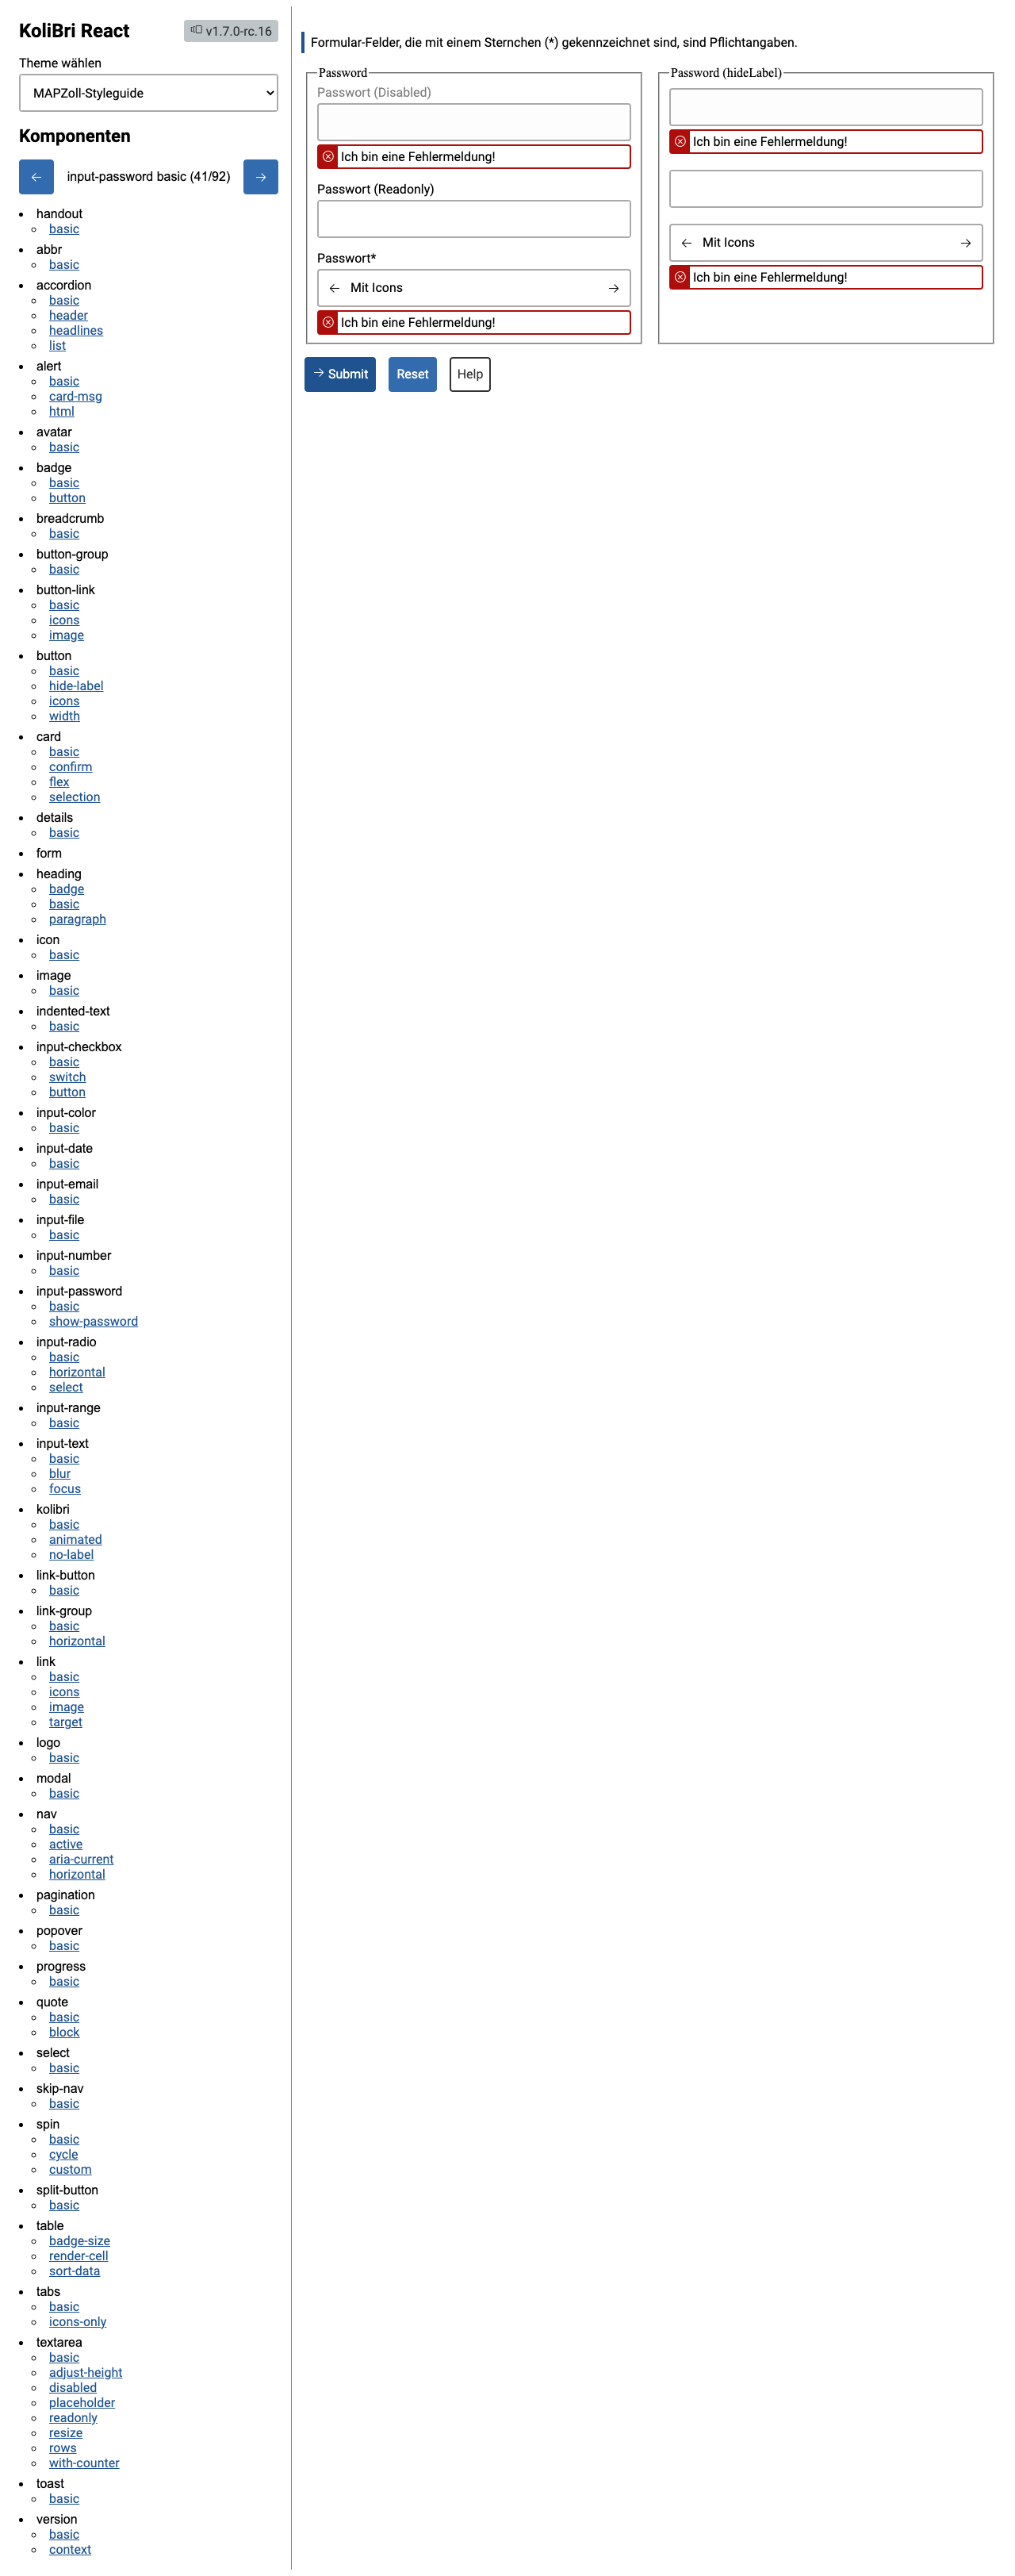 KoliBri React
v1.7.0-rc.16
Theme wählen
MAPZoll-Styleguide
Komponenten
input-password basic (41/92)
handout
basic
abbr
basic
accordion
basic
header
headlines
list
alert
basic
card-msg
html
avatar
basic
badge
basic
button
breadcrumb
basic
button-group
basic
button-link
basic
icons
image
button
basic
hide-label
icons
width
card
basic
confirm
flex
selection
details
basic
form
heading
badge
basic
paragraph
icon
basic
image
basic
indented-text
basic
input-checkbox
basic
switch
button
input-color
basic
input-date
basic
input-email
basic
input-file
basic
input-number
basic
input-password
basic
show-password
input-radio
basic
horizontal
select
input-range
basic
input-text
basic
blur
focus
kolibri
basic
animated
no-label
link-button
basic
link-group
basic
horizontal
link
basic
icons
image
target
logo
basic
modal
basic
nav
basic
active
aria-current
horizontal
pagination
basic
popover
basic
progress
basic
quote
basic
block
select
basic
skip-nav
basic
spin
basic
cycle
custom
split-button
basic
table
badge-size
render-cell
sort-data
tabs
basic
icons-only
textarea
basic
adjust-height
disabled
placeholder
readonly
resize
rows
with-counter
toast
basic
version
basic
context
Formular-Felder, die mit einem Sternchen (*) gekennzeichnet sind, sind Pflichtangaben.
Password
Passwort (Disabled)
Ich bin eine Fehlermeldung!
Passwort (Readonly)
Passwort*
Mit Icons
Ich bin eine Fehlermeldung!
Password (hideLabel)
Ich bin eine Fehlermeldung!
Mit Icons
Ich bin eine Fehlermeldung!
Submit
Reset
Help